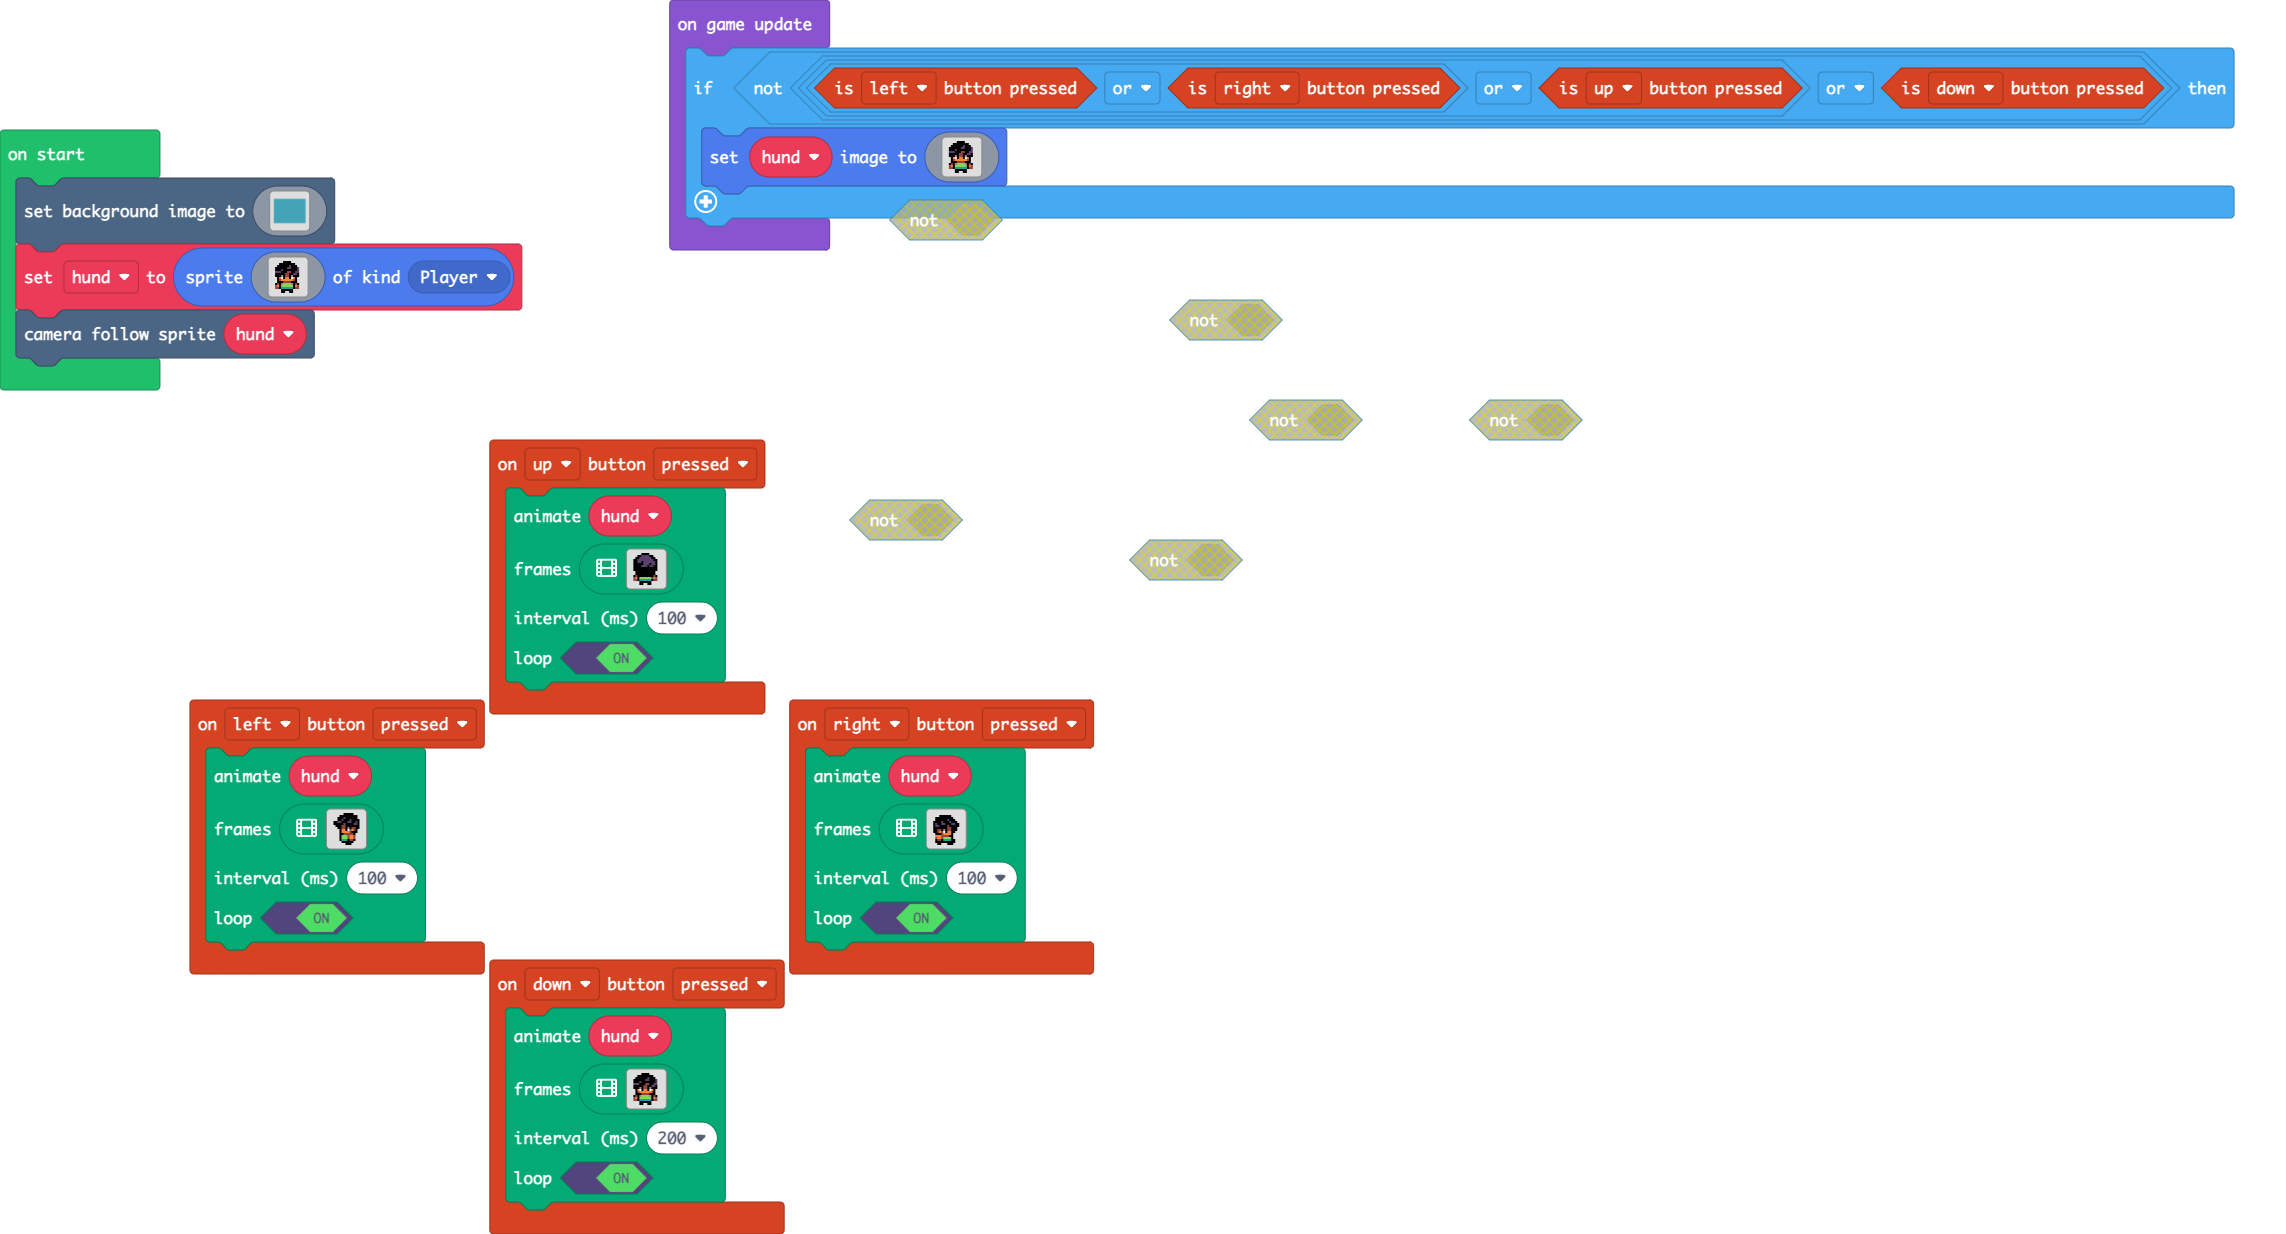 on game update
if not is left button pressed or is right button pressed or is up button pressed or is down button pressed then
set hund image to
on start
set background image to
set hund to sprite of kind Player
camera follow sprite hund
not
not
not
not
not
not
on up button pressed
animate hund
frames
interval (ms) 100
loop ON
on left button pressed
animate hund
frames
interval (ms) 100
loop ON
on right button pressed
animate hund
frames
interval (ms) 100
loop ON
on down button pressed
animate hund
frames
interval (ms) 200
loop ON